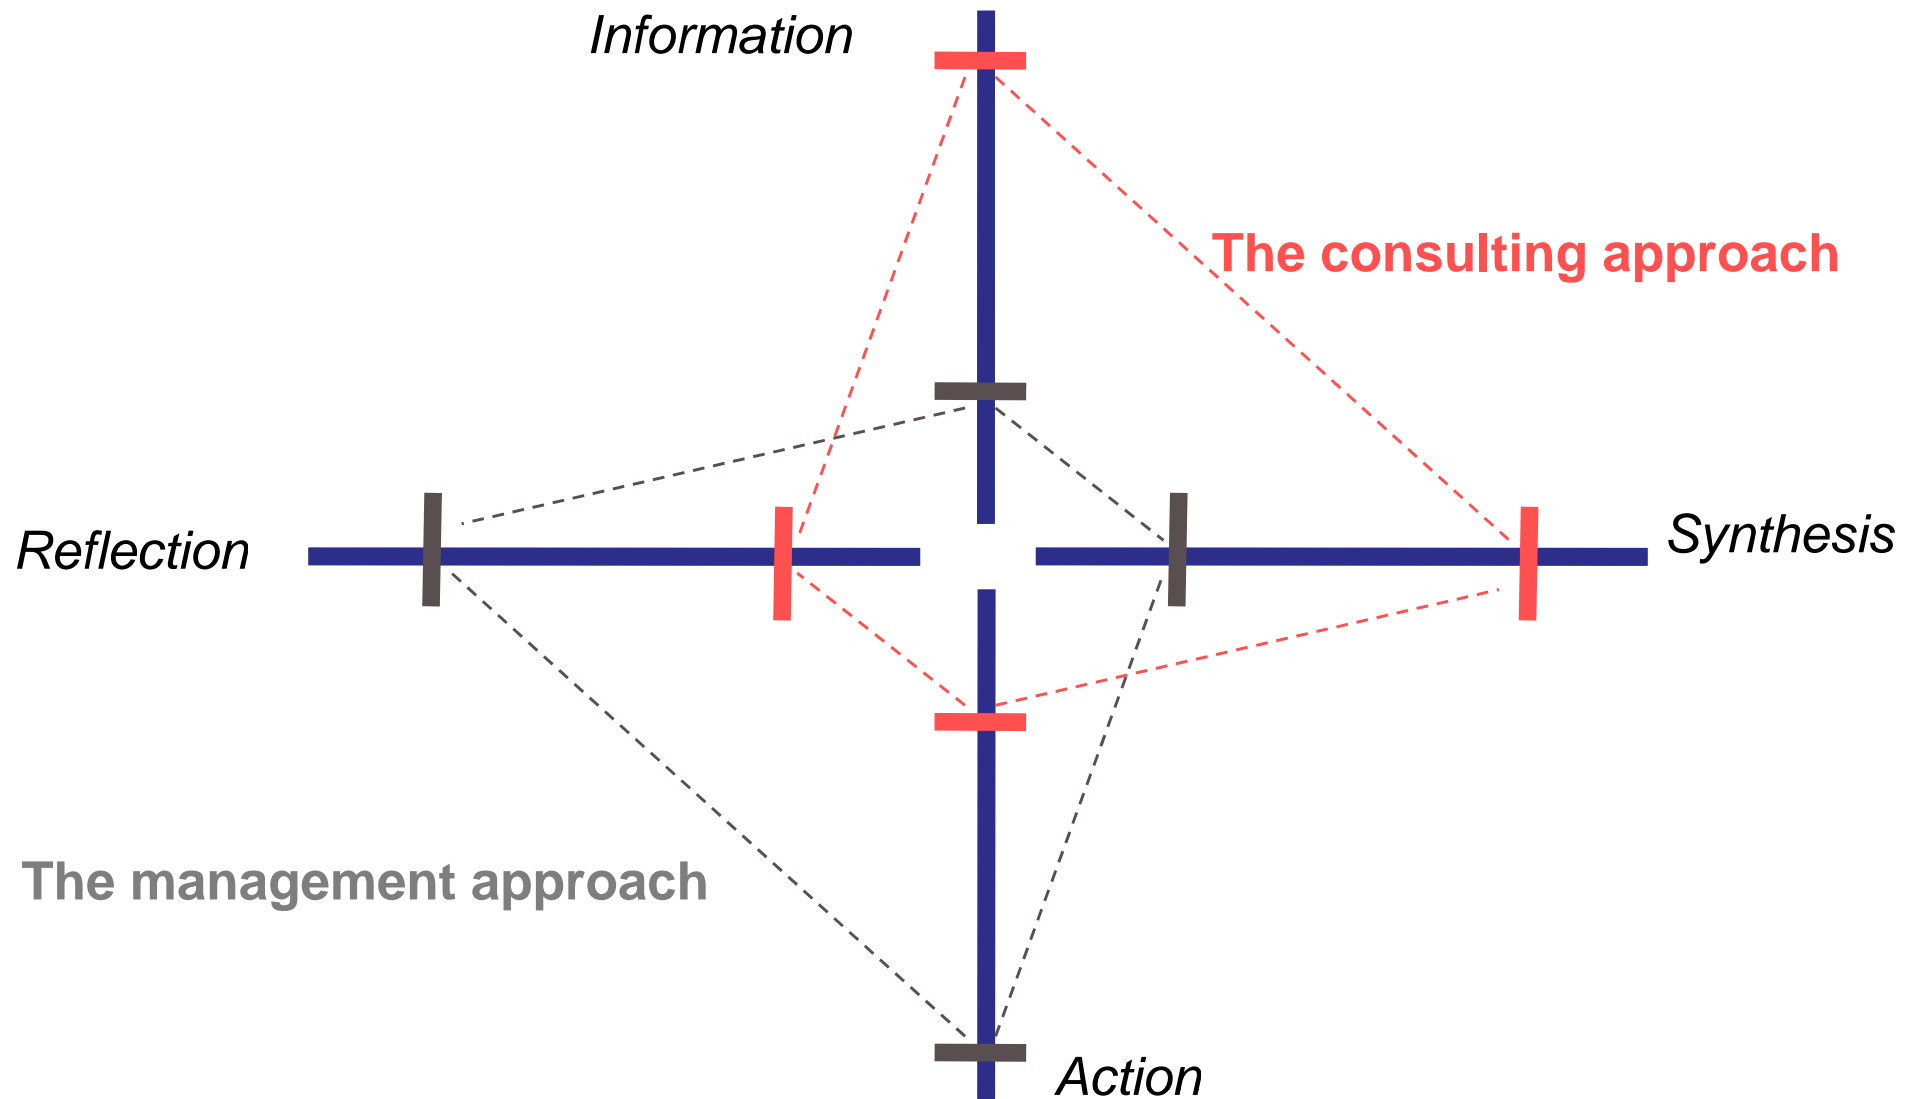 Information
The consulting approach
Reflection
Synthesis
The management approach
Action